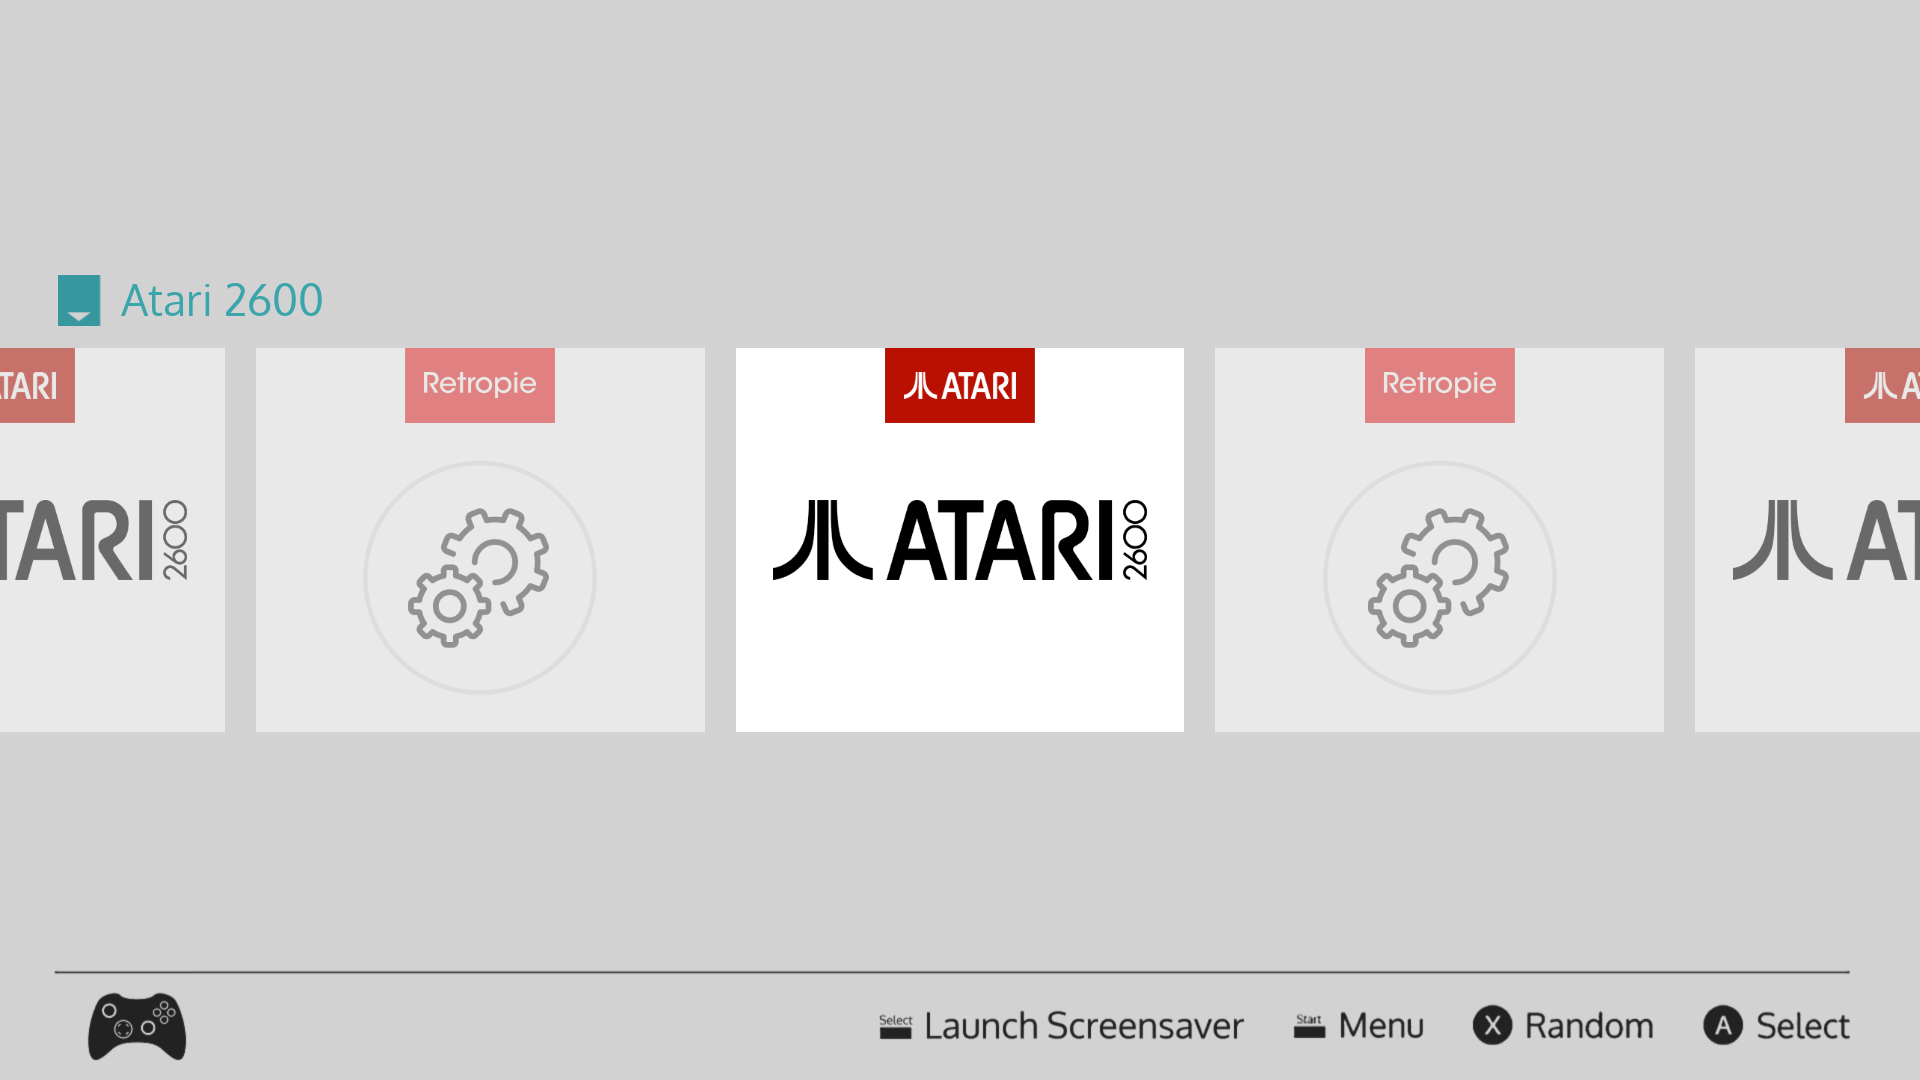 Atari 2600
TARI
Retropie
ATARI
Retropie
A
TARI 2600
ATARI 2600
AT
Select Launch Screensaver
Start Menu
X Random
A Select